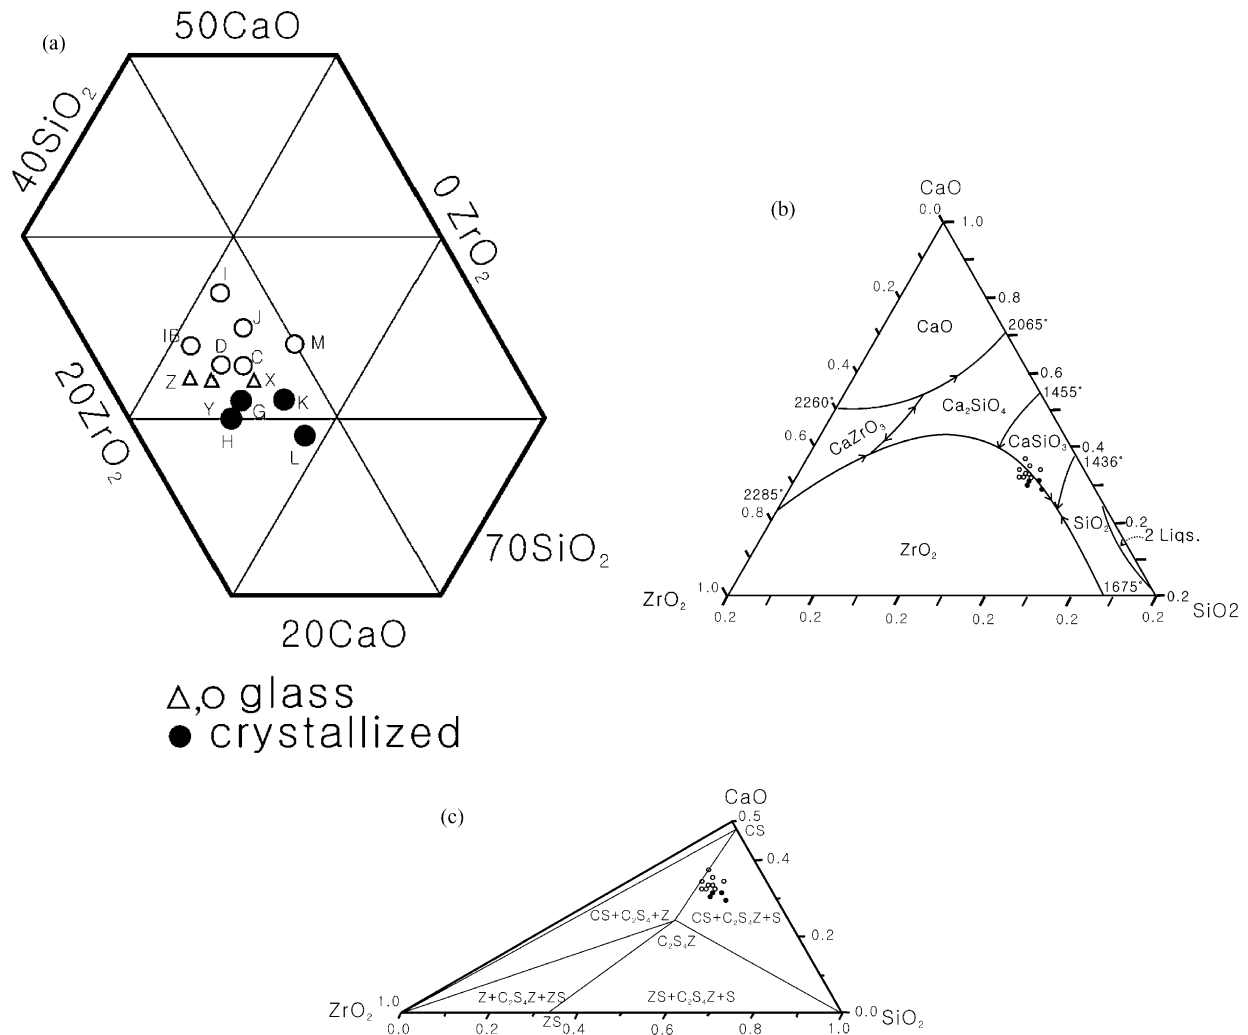 (a)
50CaO
40SiO₂
0 ZrO₂
I
J
IB
D
C
M
Z
X
Y
G
K
H
L
20ZrO₂
70SiO₂
20CaO
△,○ glass
● crystallized
(b)
CaO
0.0
1.0
0.2
0.8
CaO
2065°
0.4
0.6
2260°
Ca₂SiO₄
1455°
CaZrO₃
0.6
CaSiO₃
0.4
1436°
2285°
0.8
SiO₂
0.2
2 Liqs.
ZrO₂
1.0
1675°
0.2
ZrO₂
SiO2
0.2
0.2
0.2
0.2
0.2
0.2
(c)
CaO
0.5
CS
0.4
CS+C₂S₄+Z
CS+C₂S₄Z+S
0.2
C₂S₄Z
Z+C₂S₄Z+ZS
ZS+C₂S₄Z+S
ZrO₂
1.0
0.0
SiO₂
0.0
0.2
ZS
0.4
0.6
0.8
1.0